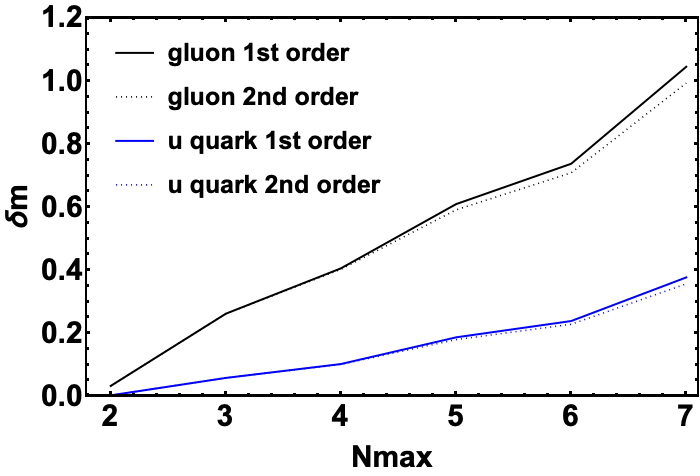 1.2
1.0
0.8
0.6
0.4
0.2
0.0
δm
gluon 1st order
gluon 2nd order
u quark 1st order
u quark 2nd order
2 3 4 5 6 7
Nmax